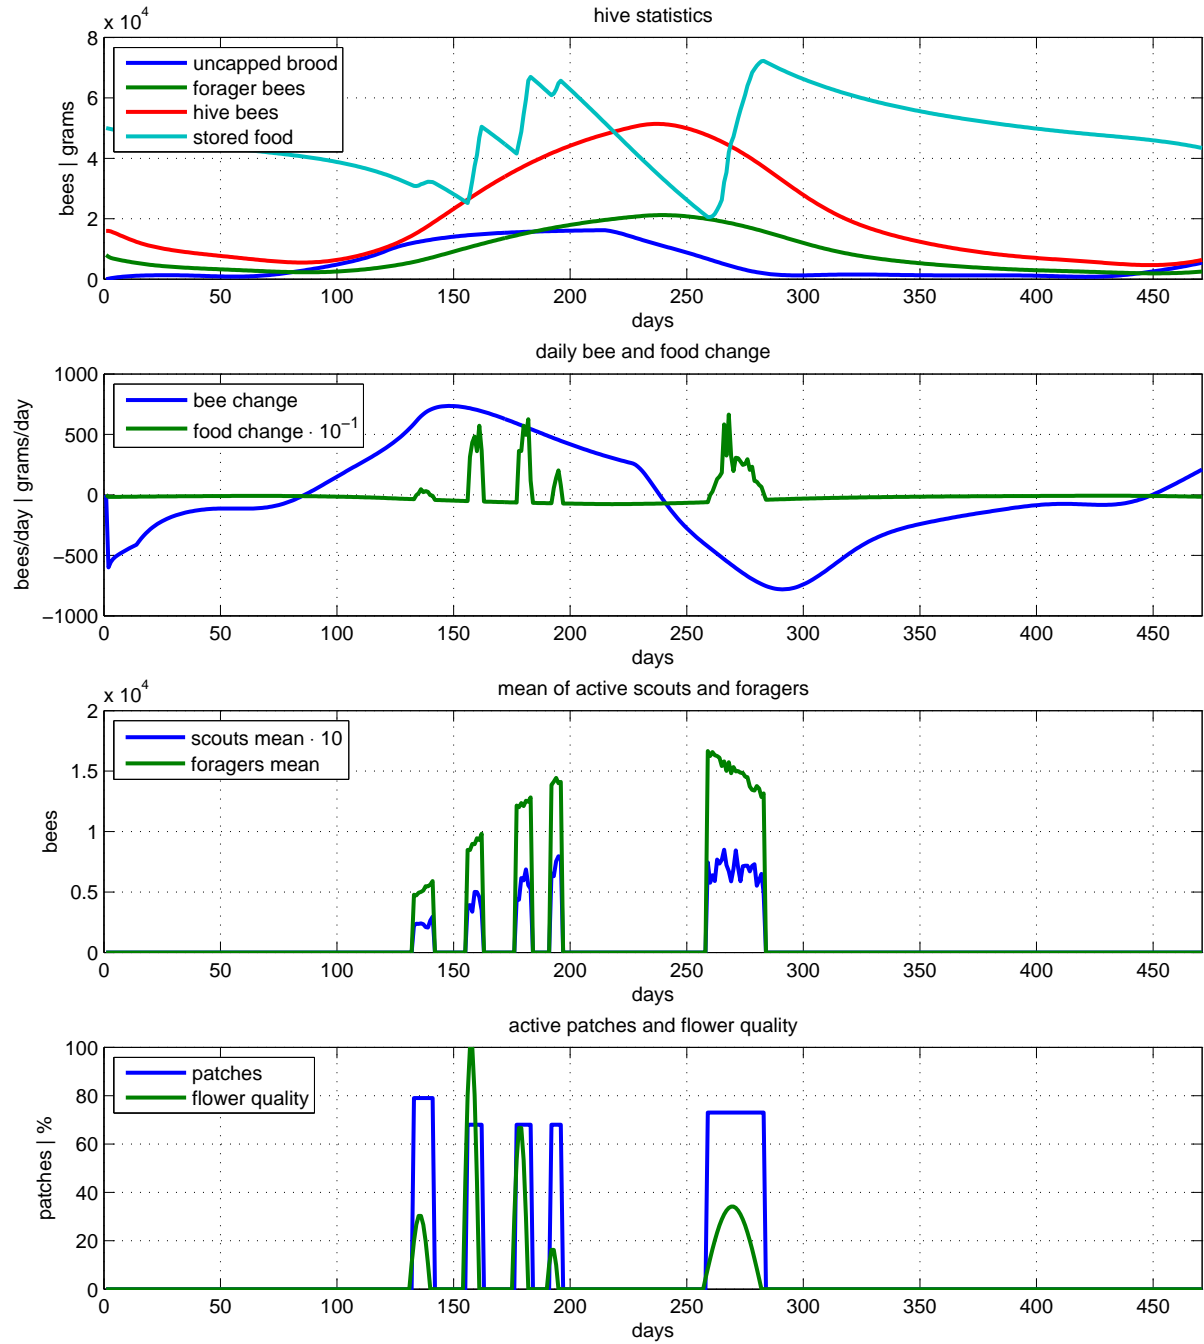 hive statistics
x 10^4
8
6
4
2
0
bees | grams
uncapped brood
forager bees
hive bees
stored food
0 50 100 150 200 250 300 350 400 450
days
daily bee and food change
1000
500
0
−500
−1000
bees/day | grams/day
bee change
food change · 10^−1
0 50 100 150 200 250 300 350 400 450
days
mean of active scouts and foragers
x 10^4
2
1.5
1
0.5
0
bees
scouts mean · 10
foragers mean
0 50 100 150 200 250 300 350 400 450
days
active patches and flower quality
100
80
60
40
20
0
patches | %
patches
flower quality
0 50 100 150 200 250 300 350 400 450
days